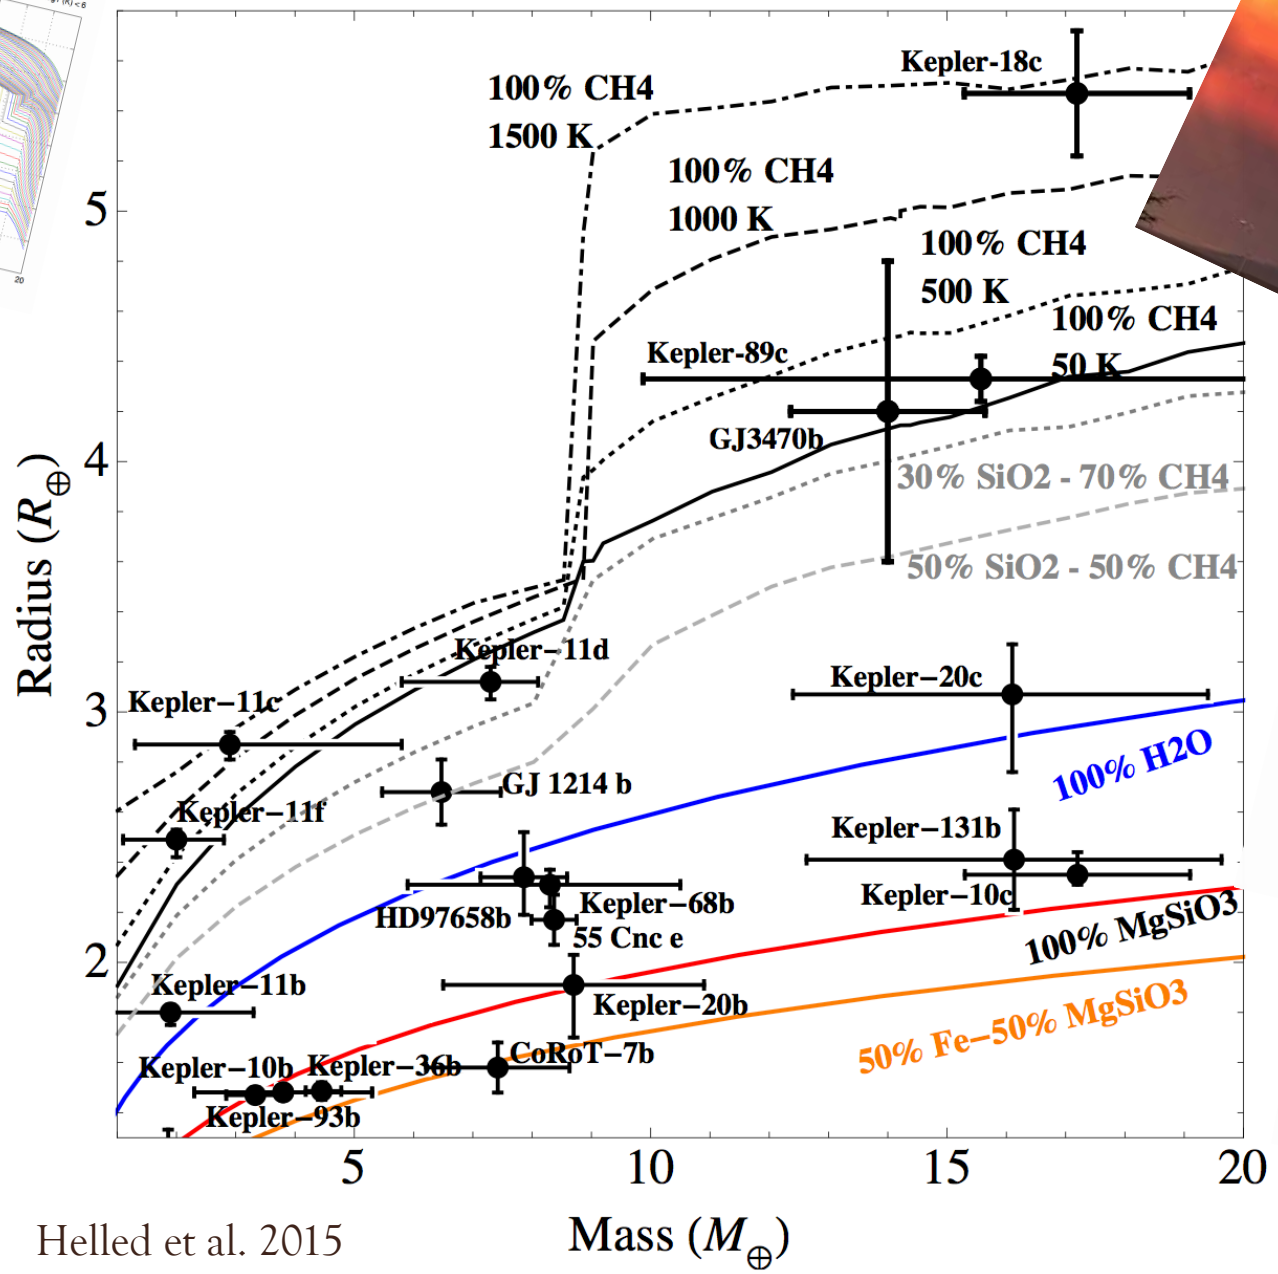 20
Kepler-18c
100% CH4
1500 K
100% CH4
1000 K
5
100% CH4
500 K
100% CH4
50 K
Kepler-89c
GJ3470b
4
30% SiO2 - 70% CH4
50% SiO2 - 50% CH4
Kepler-11d
Kepler-20c
Kepler-11c
3
100% H2O
GJ 1214 b
Kepler-11f
Kepler-131b
Kepler-10c
Kepler-68b
HD97658b
55 Cnc e
100% MgSiO3
2
Kepler-11b
Kepler-20b
50% Fe-50% MgSiO3
CoRoT-7b
Kepler-10b
Kepler-36b
Kepler-93b
Radius (R⊕)
5
10
15
20
Mass (M⊕)
Helled et al. 2015